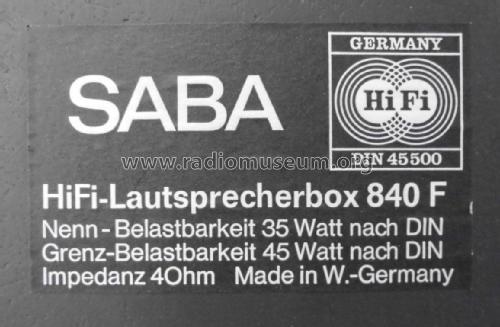 GERMANY
SABA
HiFi
DIN 45500
www.radiomuseum.org
HiFi-Lautsprecherbox 840 F
Nenn-Belastbarkeit 35 Watt nach DIN
Grenz-Belastbarkeit 45 Watt nach DIN
Impedanz 4Ohm Made in W.-Germany